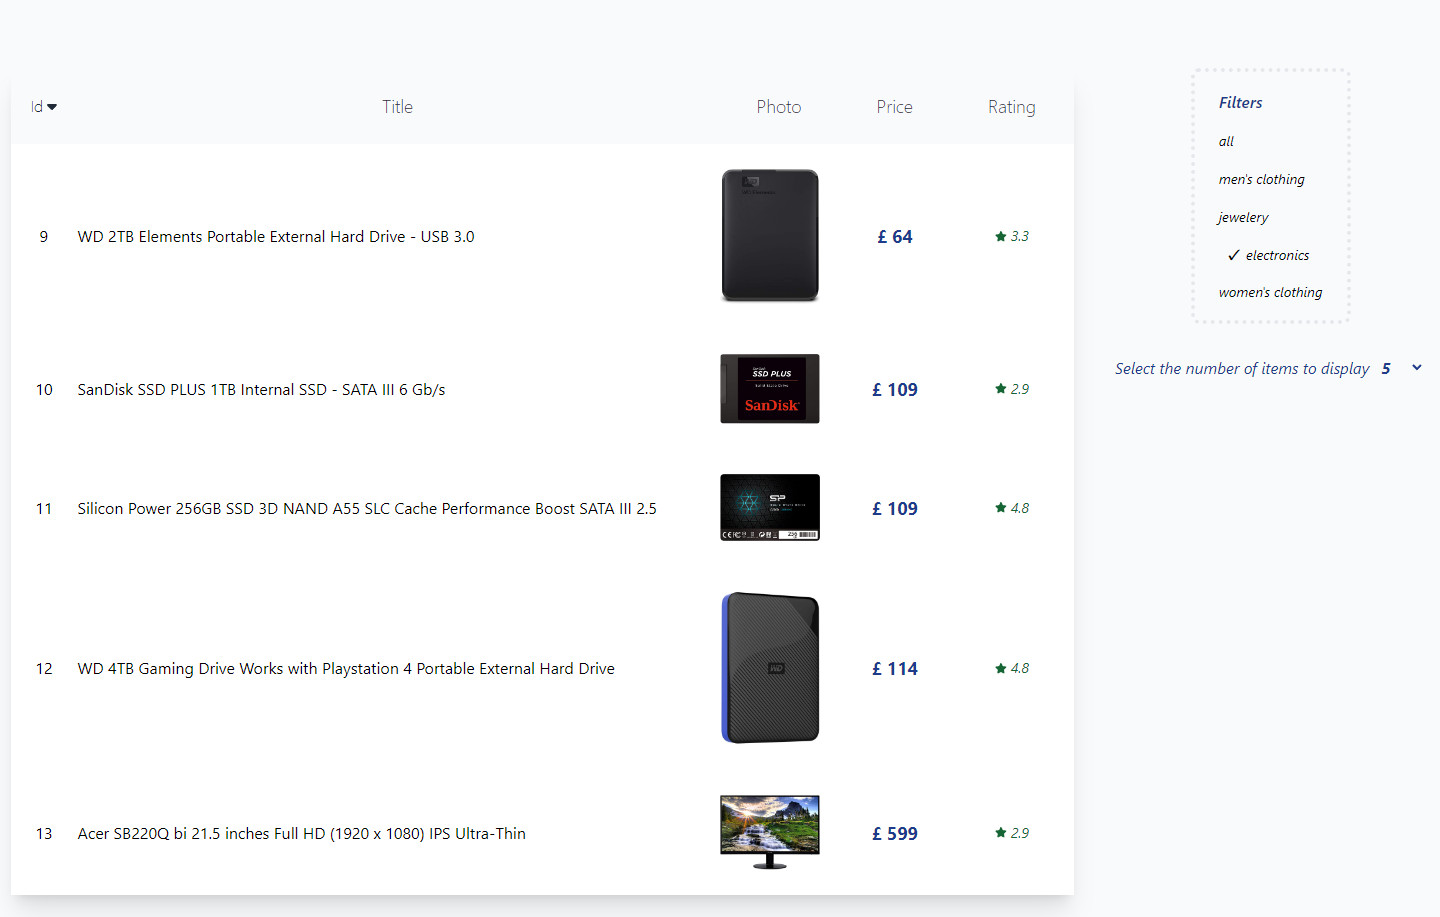 Id Title Photo Price Rating
9 WD 2TB Elements Portable External Hard Drive - USB 3.0 £ 64 3.3
SanDisk
SSD PLUS
Solid State Drive
SanDisk
10 SanDisk SSD PLUS 1TB Internal SSD - SATA III 6 Gb/s £ 109 2.9
SP
11 Silicon Power 256GB SSD 3D NAND A55 SLC Cache Performance Boost SATA III 2.5 £ 109 4.8
WD
12 WD 4TB Gaming Drive Works with Playstation 4 Portable External Hard Drive £ 114 4.8
13 Acer SB220Q bi 21.5 inches Full HD (1920 x 1080) IPS Ultra-Thin £ 599 2.9
Filters
all
men's clothing
jewelery
✓ electronics
women's clothing
Select the number of items to display 5